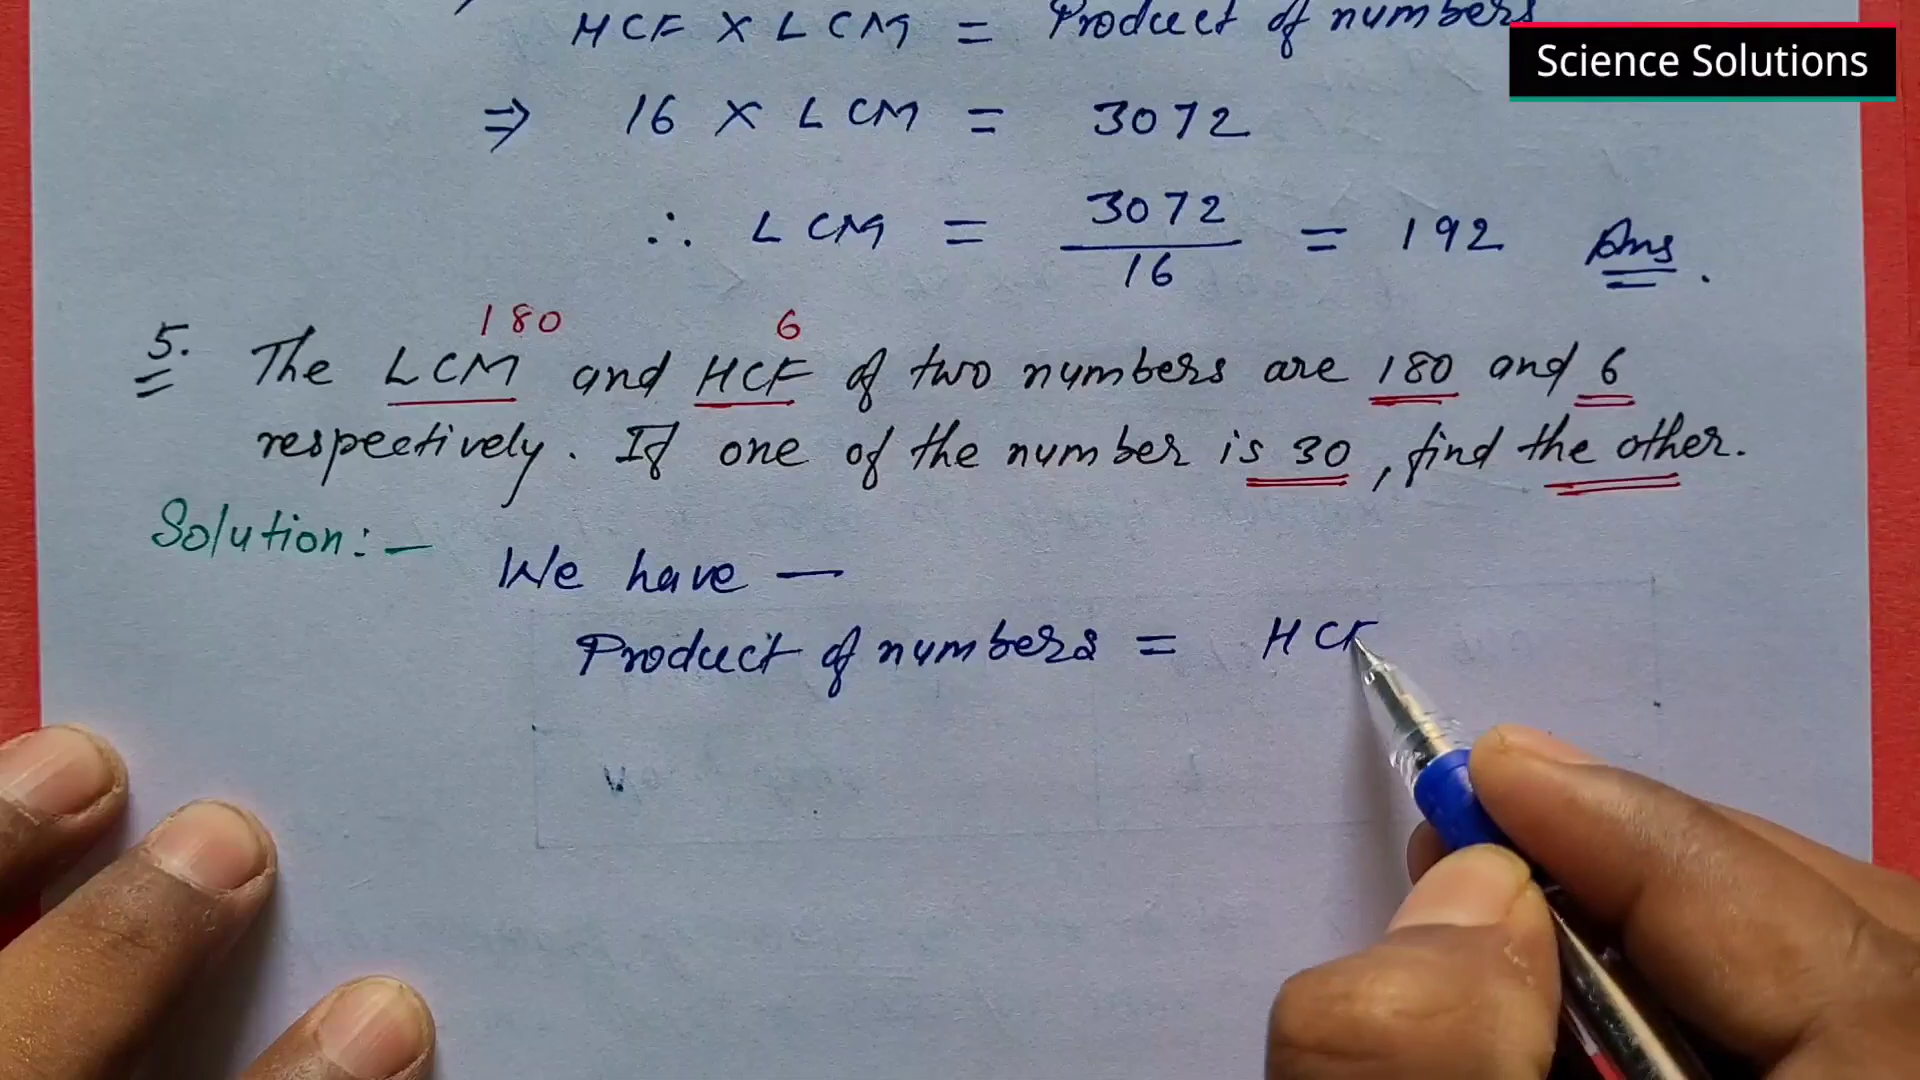 HCF × LCM = Product of numbers
Science Solutions
⇒ 16 × LCM = 3072
∴ LCM = 3072/16 = 192 Ans.
180 6
5. The LCM and HCF of two numbers are 180 and 6
respectively. If one of the number is 30, find the other.
Solution:—
We have —
Product of numbers = HCF